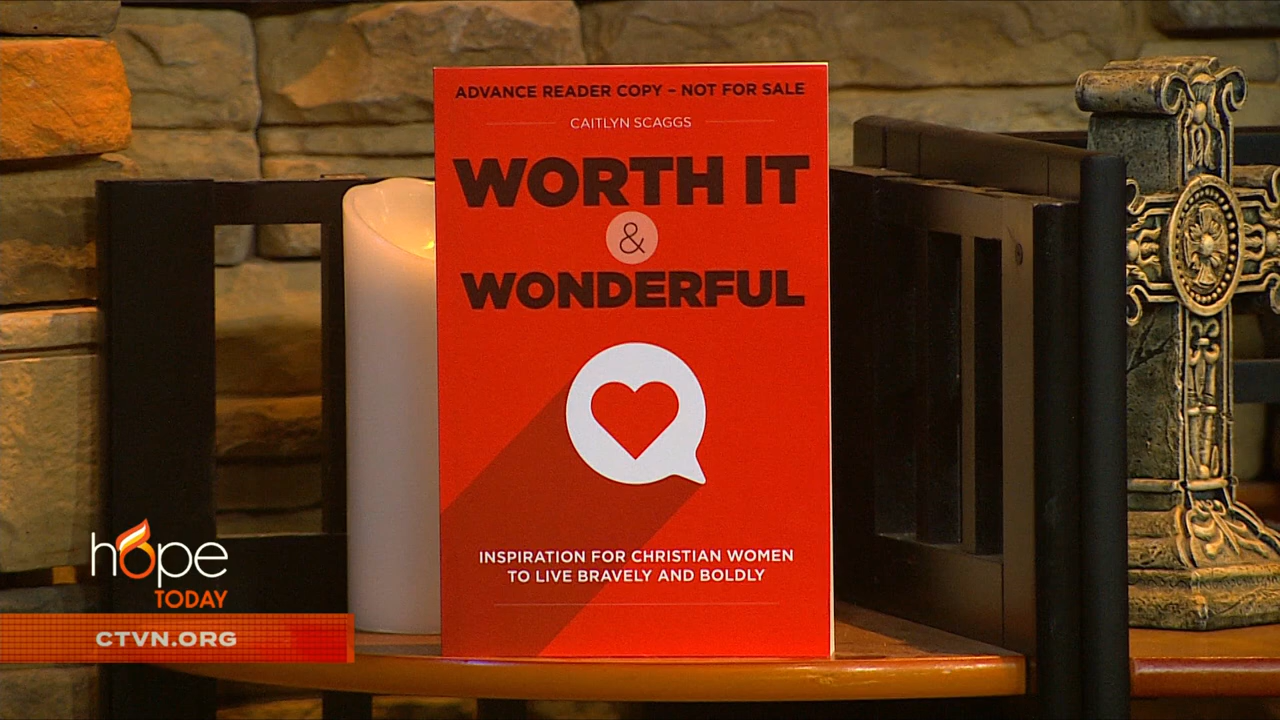 ADVANCE READER COPY – NOT FOR SALE
CAITLYN SCAGGS
WORTH IT
&
WONDERFUL
INSPIRATION FOR CHRISTIAN WOMEN
TO LIVE BRAVELY AND BOLDLY
hope
TODAY
CTVN.ORG